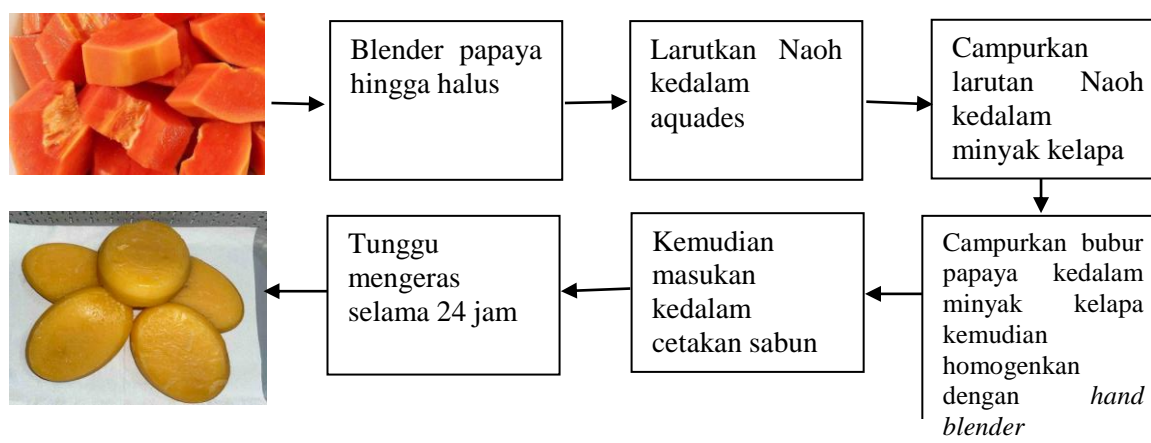 Blender papaya
hingga halus
Larutkan Naoh
kedalam
aquades
Campurkan
larutan Naoh
kedalam
minyak kelapa
Campurkan bubur
papaya kedalam
minyak kelapa
kemudian
homogenkan
dengan hand
blender
Kemudian
masukan
kedalam
cetakan sabun
Tunggu
mengeras
selama 24 jam